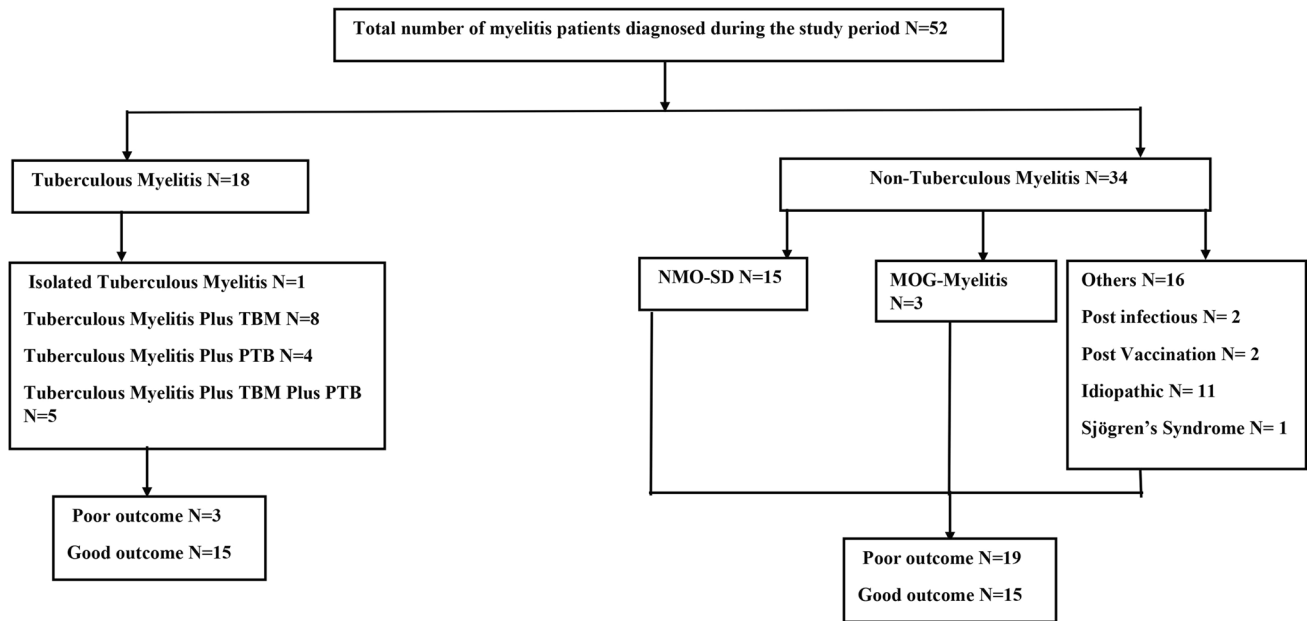 Total number of myelitis patients diagnosed during the study period N=52
Tuberculous Myelitis N=18
Non-Tuberculous Myelitis N=34
Isolated Tuberculous Myelitis N=1
Tuberculous Myelitis Plus TBM N=8
Tuberculous Myelitis Plus PTB N=4
Tuberculous Myelitis Plus TBM Plus PTB
N=5
NMO-SD N=15
MOG-Myelitis
N=3
Others N=16
Post infectious N= 2
Post Vaccination N= 2
Idiopathic N= 11
Sjögren’s Syndrome N= 1
Poor outcome N=3
Good outcome N=15
Poor outcome N=19
Good outcome N=15